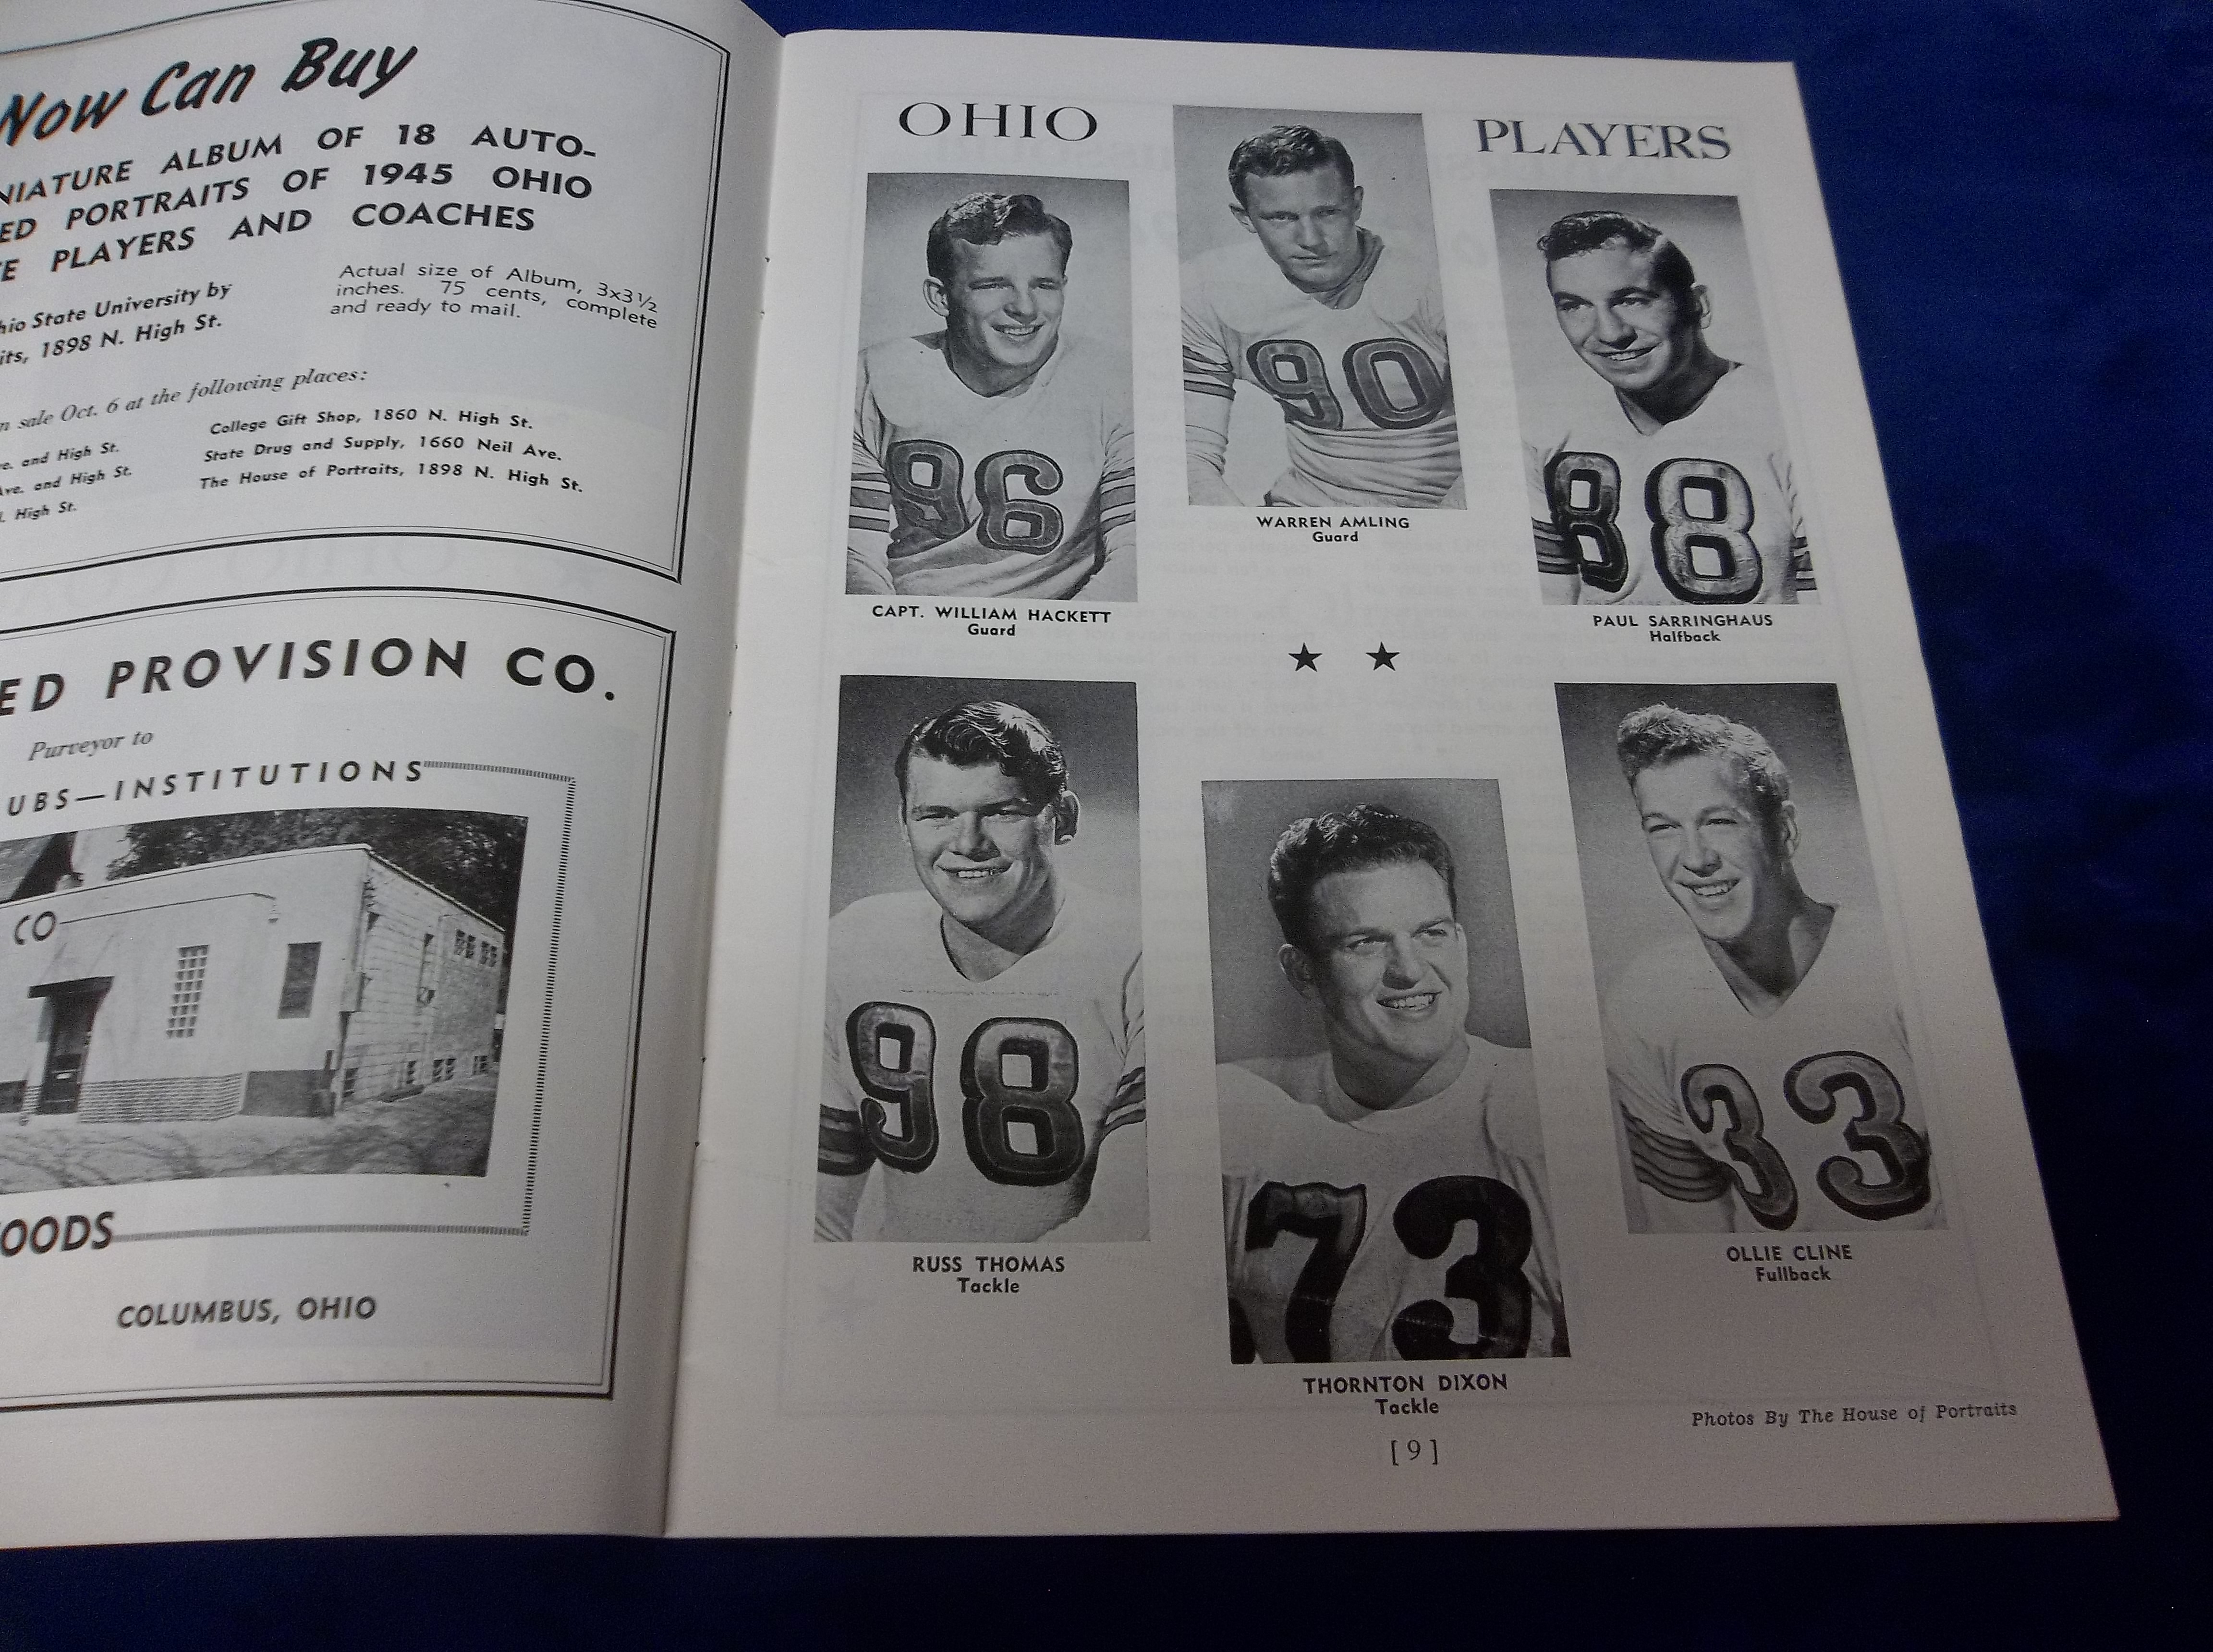 Now Can Buy
NIATURE ALBUM OF 18 AUTO-
ED PORTRAITS OF 1945 OHIO
E PLAYERS AND COACHES
hio State University by
its, 1898 N. High St.
Actual size of Album, 3x3½
inches. 75 cents, complete
and ready to mail.
n sale Oct. 6 at the following places:
e. and High St.
Ave. and High St.
. High St.
College Gift Shop, 1860 N. High St.
State Drug and Supply, 1660 Neil Ave.
The House of Portraits, 1898 N. High St.
ED PROVISION CO.
Purveyor to
UBS—INSTITUTIONS
CO
OODS
COLUMBUS, OHIO
OHIO PLAYERS
96
90
88
CAPT. WILLIAM HACKETT
Guard
WARREN AMLING
Guard
PAUL SARRINGHAUS
Halfback
98
73
33
RUSS THOMAS
Tackle
THORNTON DIXON
Tackle
OLLIE CLINE
Fullback
Photos By The House of Portraits
[ 9 ]